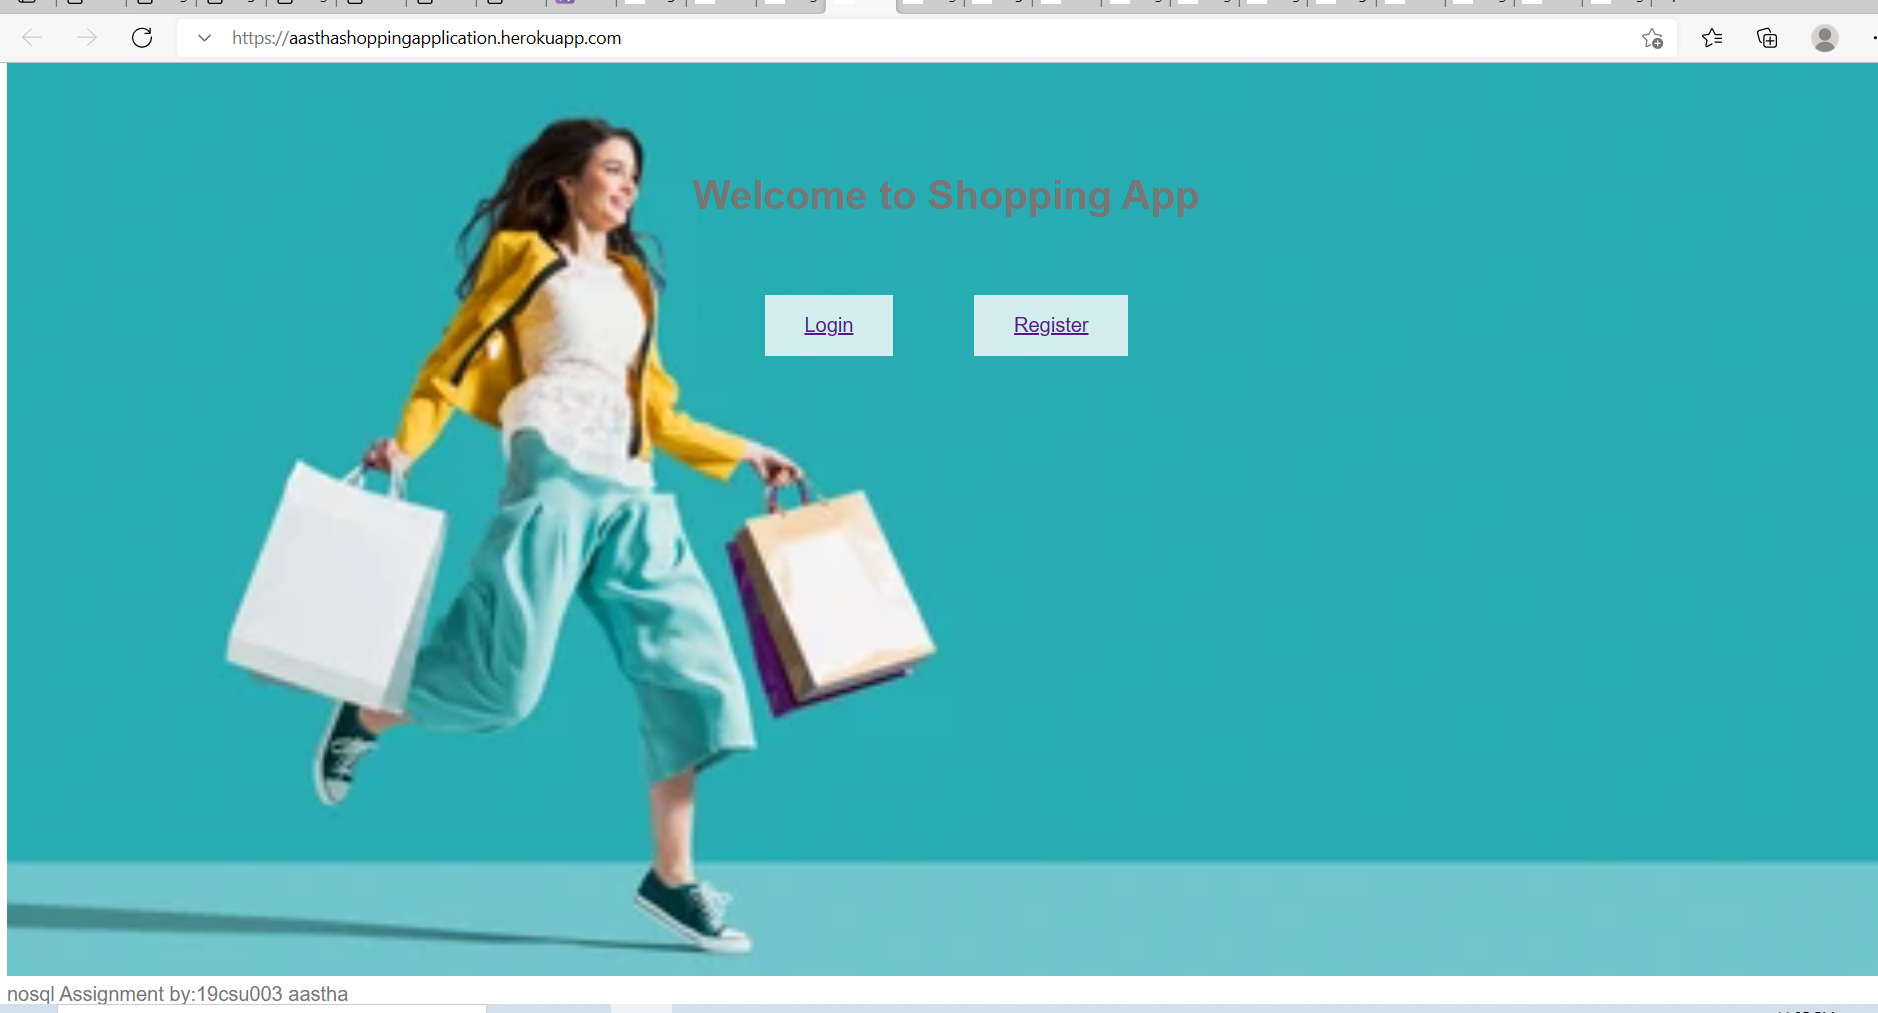 https://aasthashoppingapplication.herokuapp.com
Welcome to Shopping App
Login
Register
nosql Assignment by:19csu003 aastha